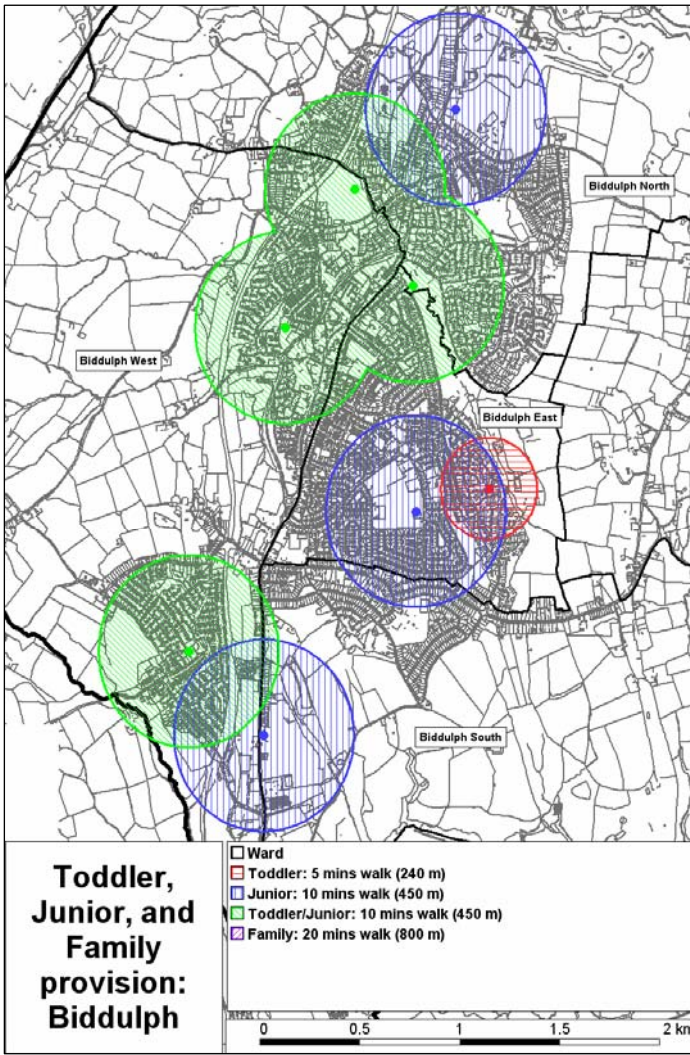 Biddulph North
Biddulph West
Biddulph East
Biddulph South
Toddler,
Junior, and
Family
provision:
Biddulph
Ward
Toddler: 5 mins walk (240 m)
Junior: 10 mins walk (450 m)
Toddler/Junior: 10 mins walk (450 m)
Family: 20 mins walk (800 m)
0 0.5 1 1.5 2 km